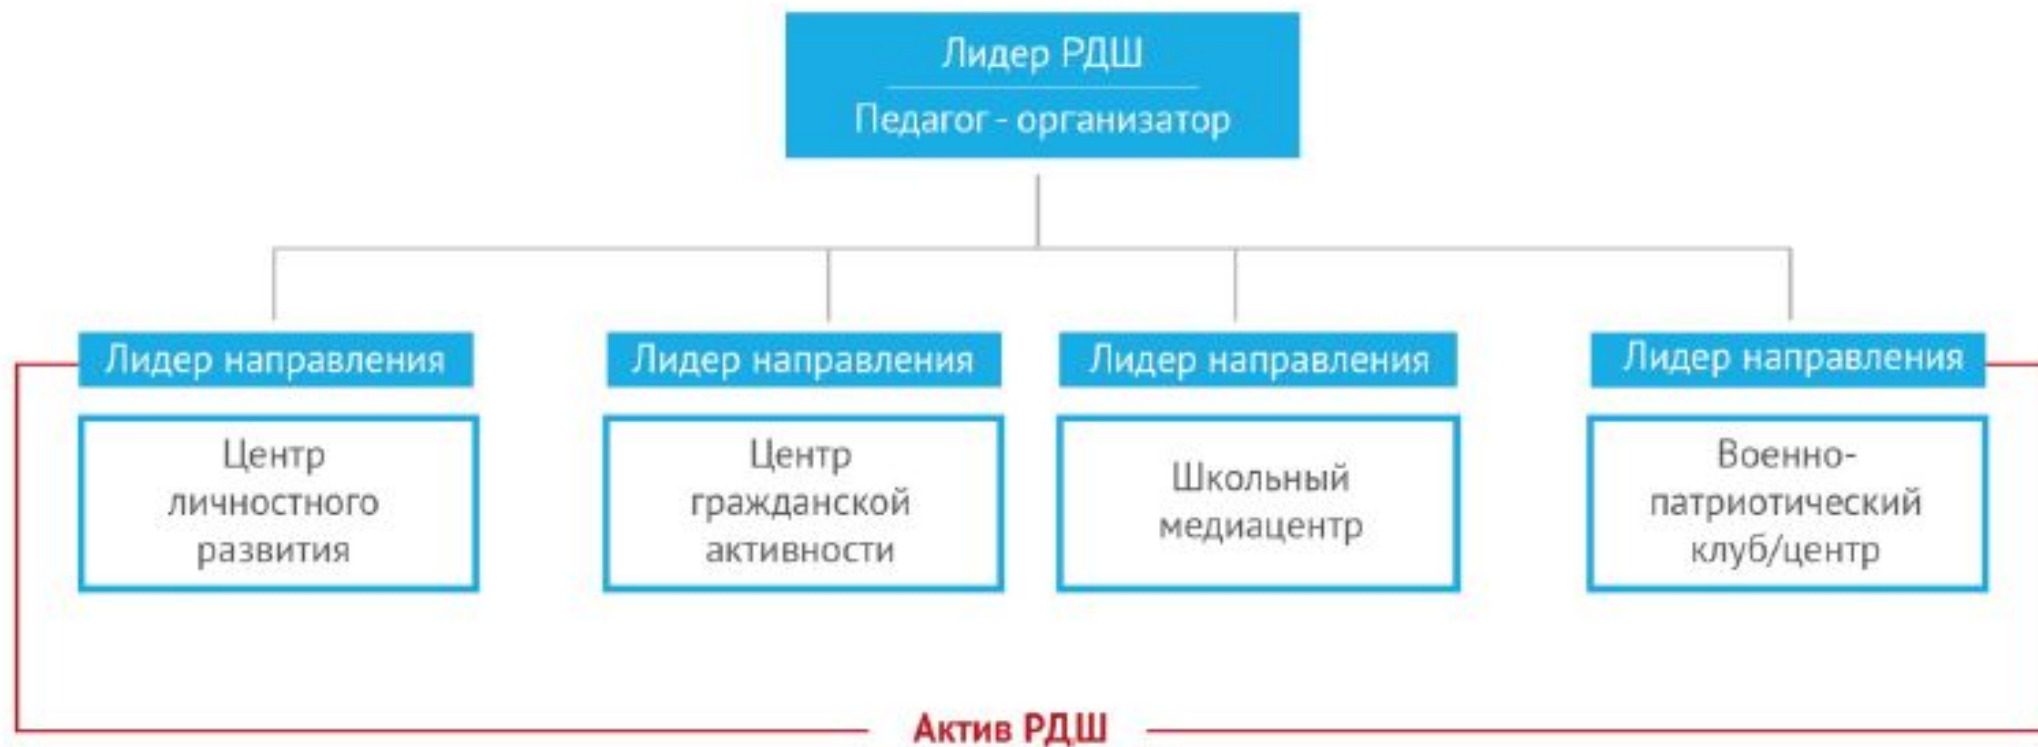 Лидер РДШ
Педагог - организатор
Лидер направления
Лидер направления
Лидер направления
Лидер направления
Центр
личностного
развития
Центр
гражданской
активности
Школьный
медиацентр
Военно-
патриотический
клуб/центр
Актив РДШ